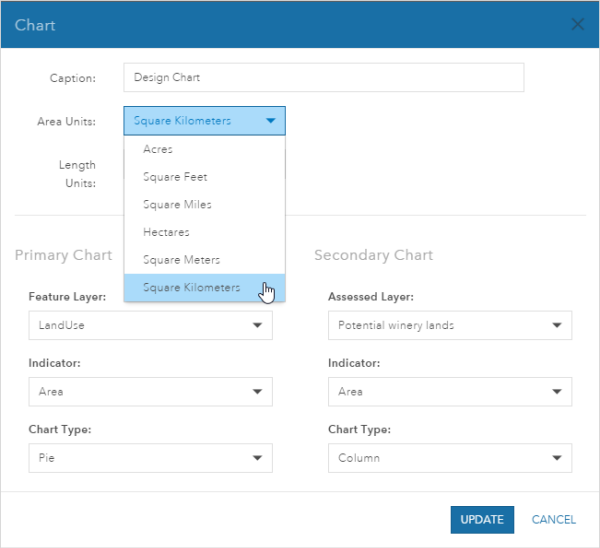 Chart
Caption: Design Chart
Area Units: Square Kilometers
Acres
Length
Units:
Square Feet
Square Miles
Hectares
Square Meters
Square Kilometers
Primary Chart
Secondary Chart
Feature Layer:
LandUse
Indicator:
Area
Chart Type:
Pie
Assessed Layer:
Potential winery lands
Indicator:
Area
Chart Type:
Column
UPDATE CANCEL